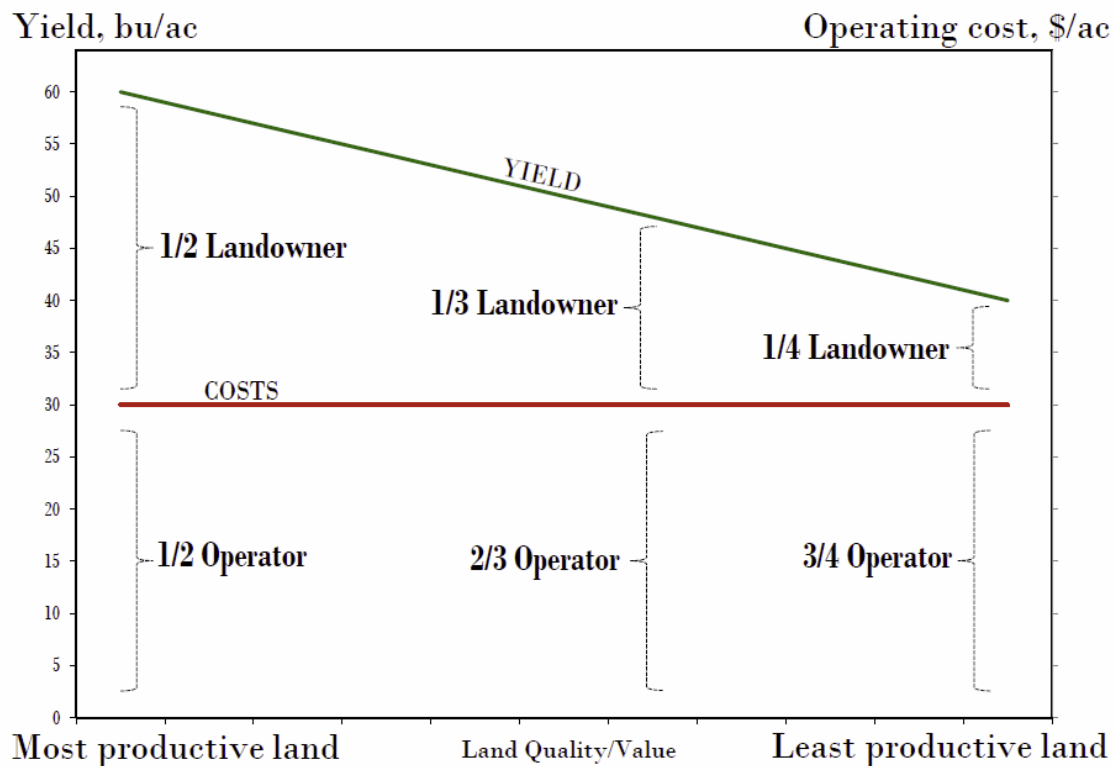 Yield, bu/ac
Operating cost, $/ac
60
55
50
45
40
35
30
25
20
15
10
5
0
YIELD
1/2 Landowner
1/3 Landowner
1/4 Landowner
COSTS
1/2 Operator
2/3 Operator
3/4 Operator
Most productive land
Land Quality/Value
Least productive land